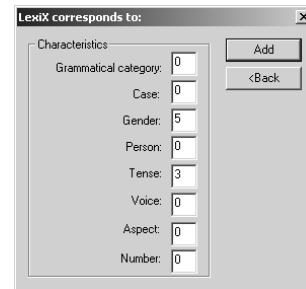 LexiX corresponds to:
Characteristics
Grammatical category: 0
Case: 0
Gender: 5
Person: 0
Tense: 3
Voice: 0
Aspect: 0
Number: 0
Add
<Back